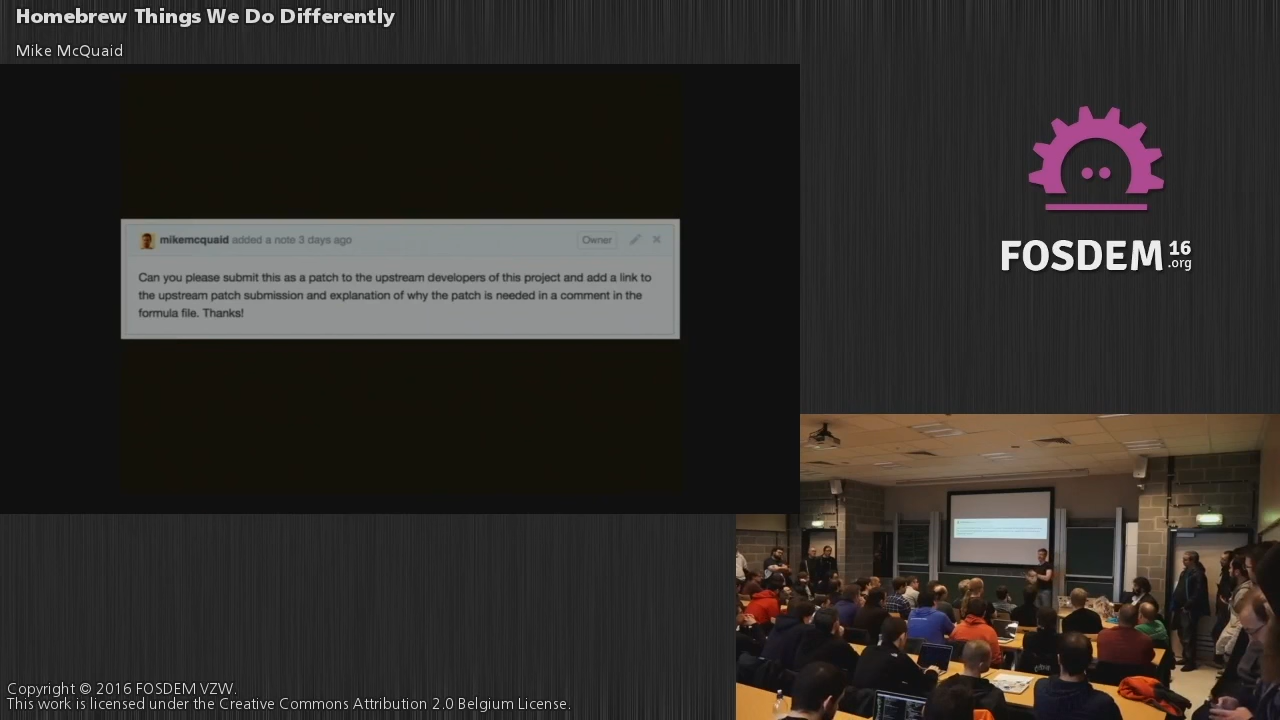 Homebrew Things We Do Differently
Mike McQuaid
mikemcquaid added a note 3 days ago
Owner
Can you please submit this as a patch to the upstream developers of this project and add a link to
the upstream patch submission and explanation of why the patch is needed in a comment in the
formula file. Thanks!
FOSDEM 16
.org
Copyright © 2016 FOSDEM VZW.
This work is licensed under the Creative Commons Attribution 2.0 Belgium License.